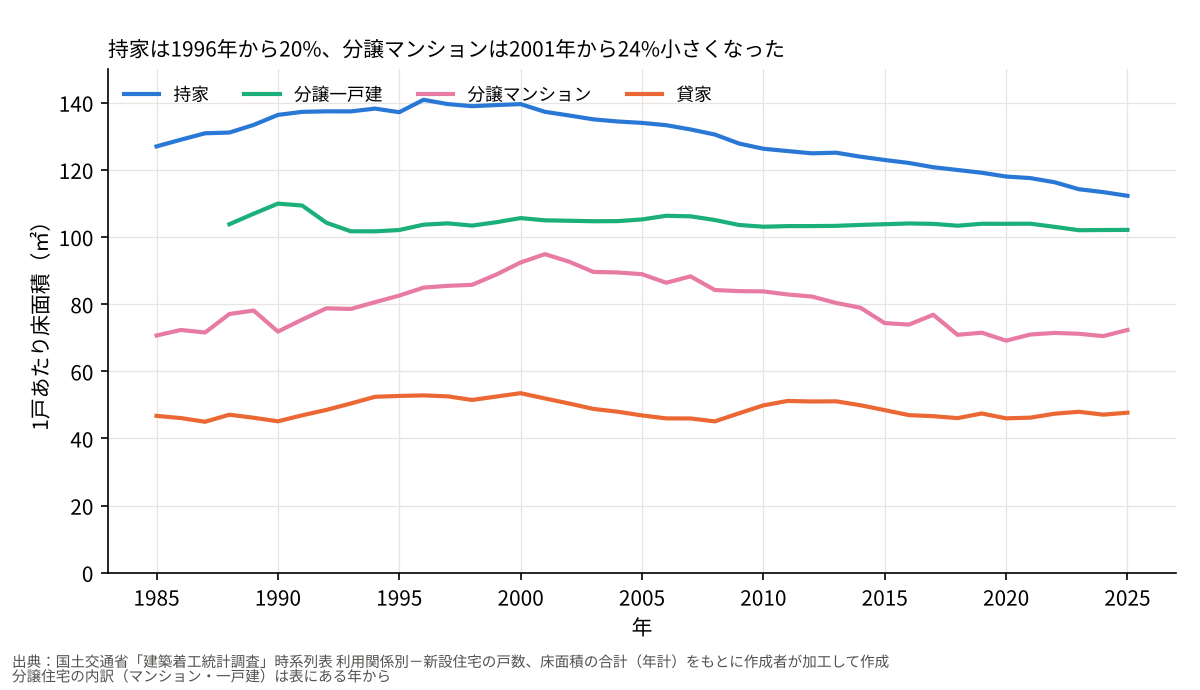 持家は1996年から20%、分譲マンションは2001年から24%小さくなった
持家 分譲一戸建 分譲マンション 貸家
1戸あたり床面積（㎡）
140
120
100
80
60
40
20
0
1985 1990 1995 2000 2005 2010 2015 2020 2025
年
出典：国土交通省「建築着工統計調査」時系列表 利用関係別－新設住宅の戸数、床面積の合計（年計）をもとに作成者が加工して作成
分譲住宅の内訳（マンション・一戸建）は表にある年から